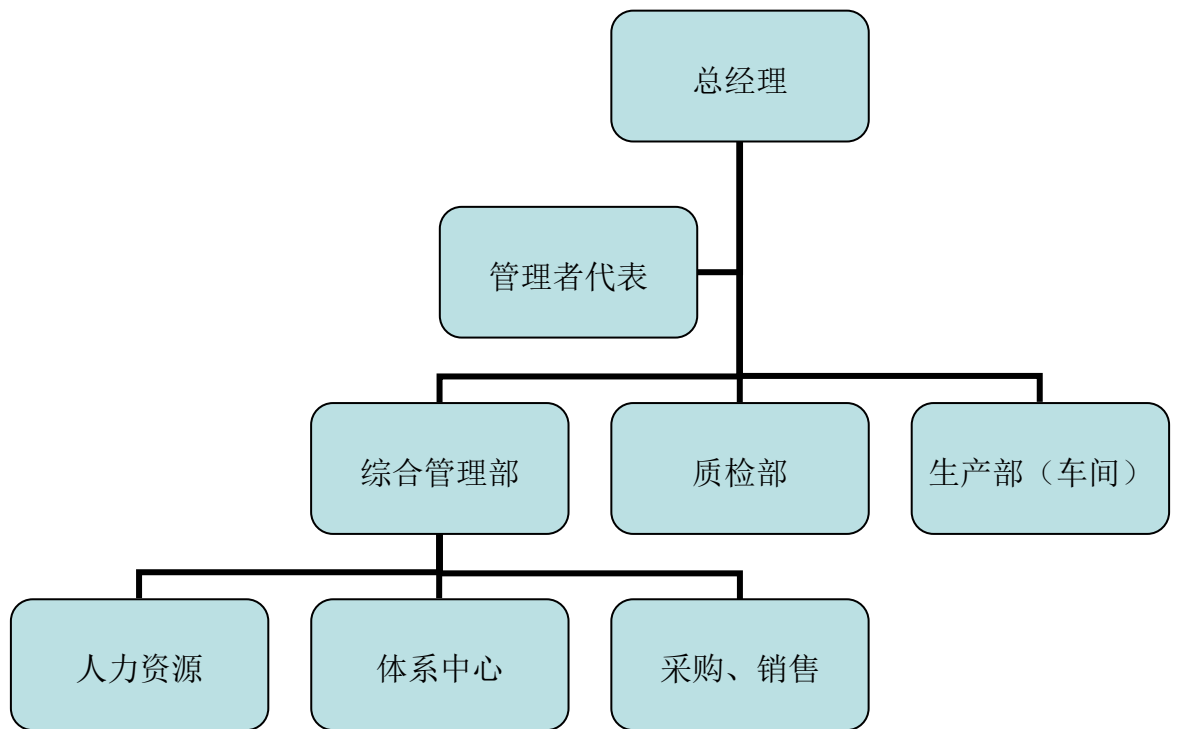 总经理
管理者代表
综合管理部
质检部
生产部（车间）
人力资源
体系中心
采购、销售